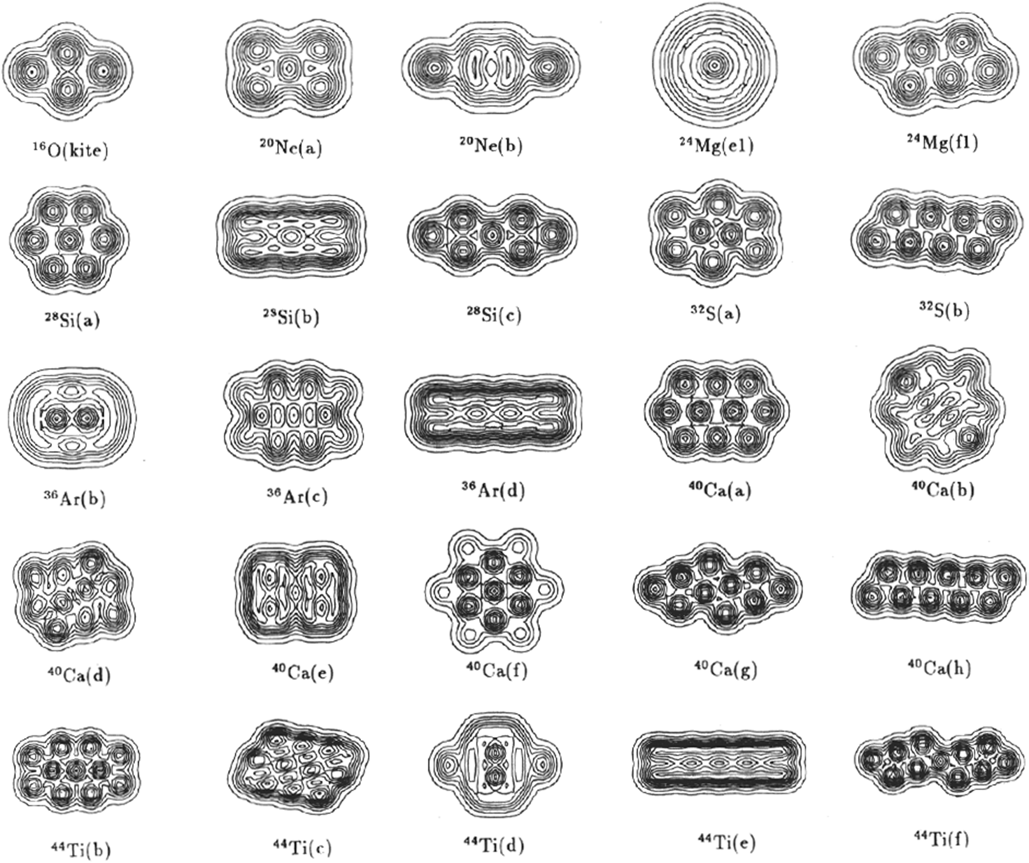 ¹⁶O(kite) ²⁰Ne(a) ²⁰Ne(b) ²⁴Mg(e1) ²⁴Mg(f1)
²⁸Si(a) ²⁸Si(b) ²⁸Si(c) ³²S(a) ³²S(b)
³⁶Ar(b) ³⁶Ar(c) ³⁶Ar(d) ⁴⁰Ca(a) ⁴⁰Ca(b)
⁴⁰Ca(d) ⁴⁰Ca(e) ⁴⁰Ca(f) ⁴⁰Ca(g) ⁴⁰Ca(h)
⁴⁴Ti(b) ⁴⁴Ti(c) ⁴⁴Ti(d) ⁴⁴Ti(e) ⁴⁴Ti(f)